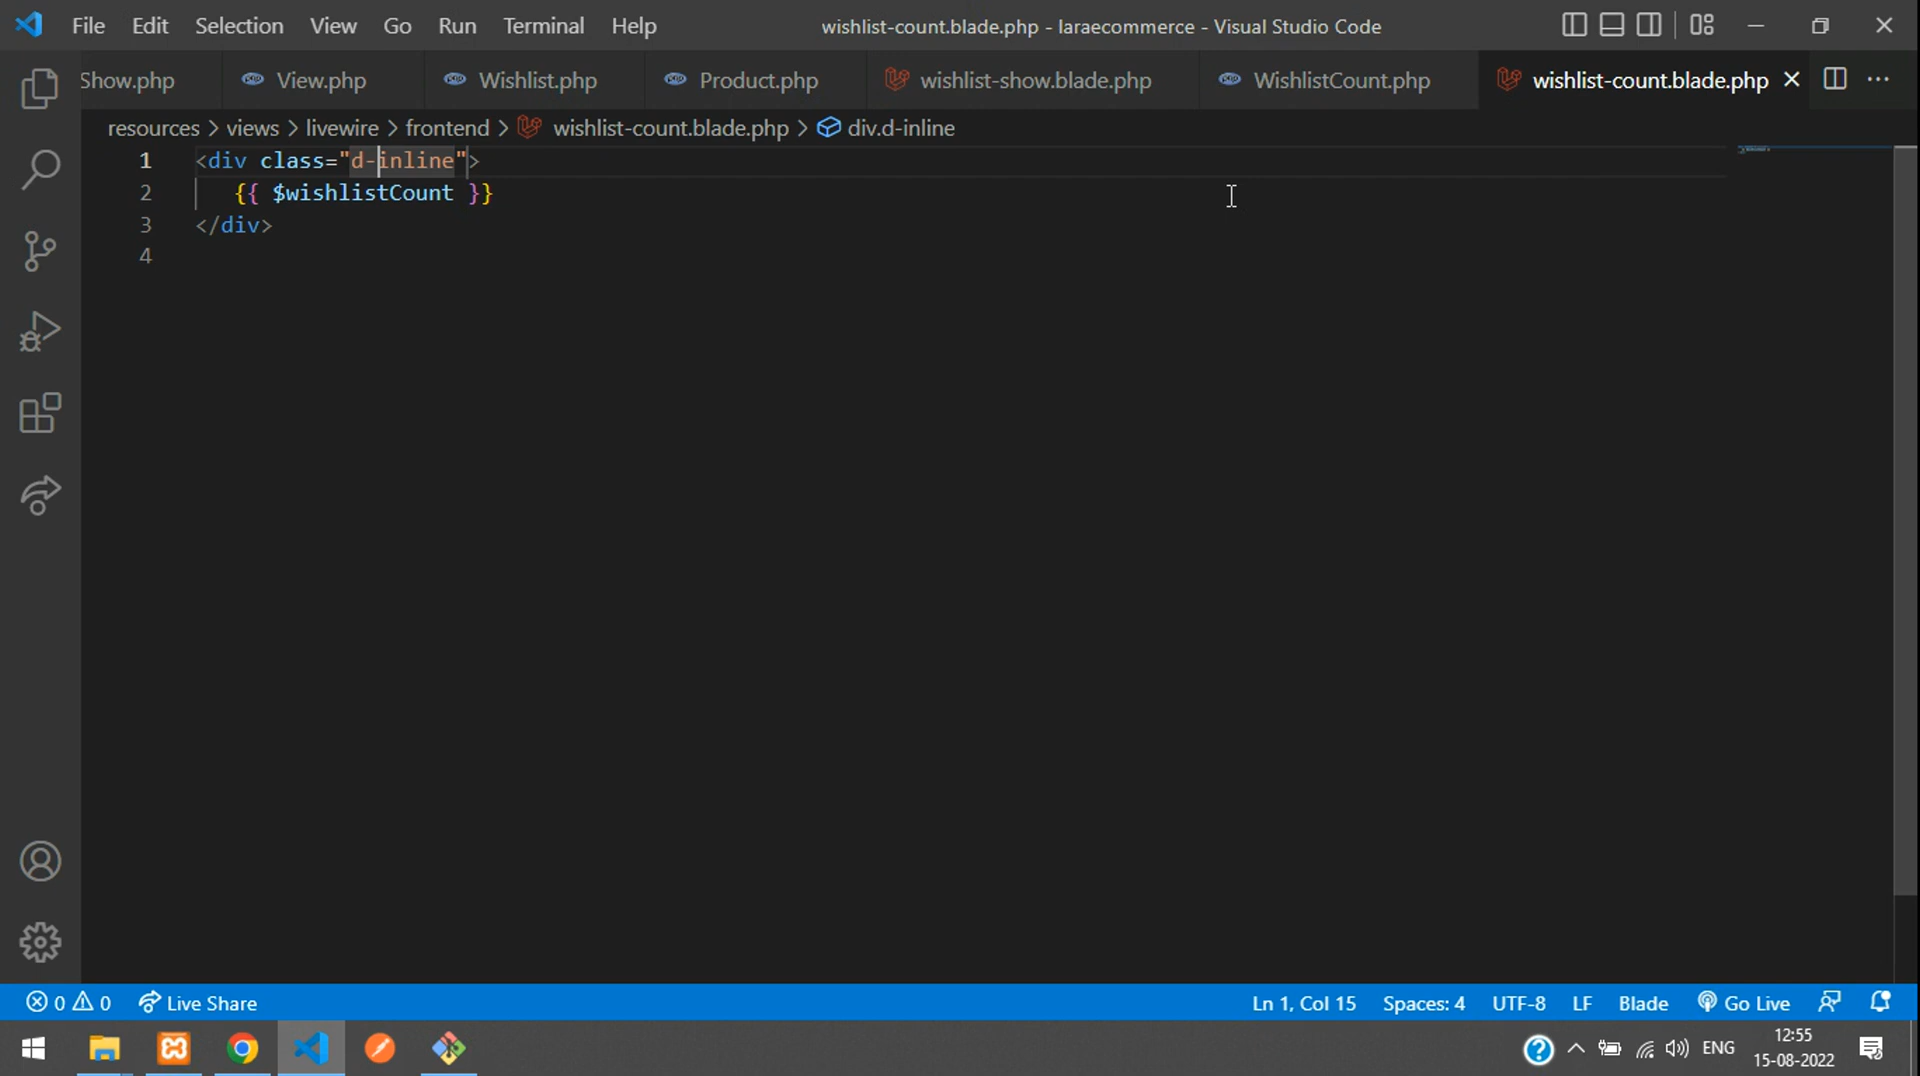 File Edit Selection View Go Run Terminal Help wishlist-count.blade.php - laraecommerce - Visual Studio Code
Show.php View.php Wishlist.php Product.php wishlist-show.blade.php WishlistCount.php wishlist-count.blade.php
resources > views > livewire > frontend > wishlist-count.blade.php > div.d-inline
1 <div class="d-inline">
2 {{ $wishlistCount }}
3 </div>
4
0 0 Live Share Ln 1, Col 15 Spaces: 4 UTF-8 LF Blade Go Live
ENG 12:55
15-08-2022